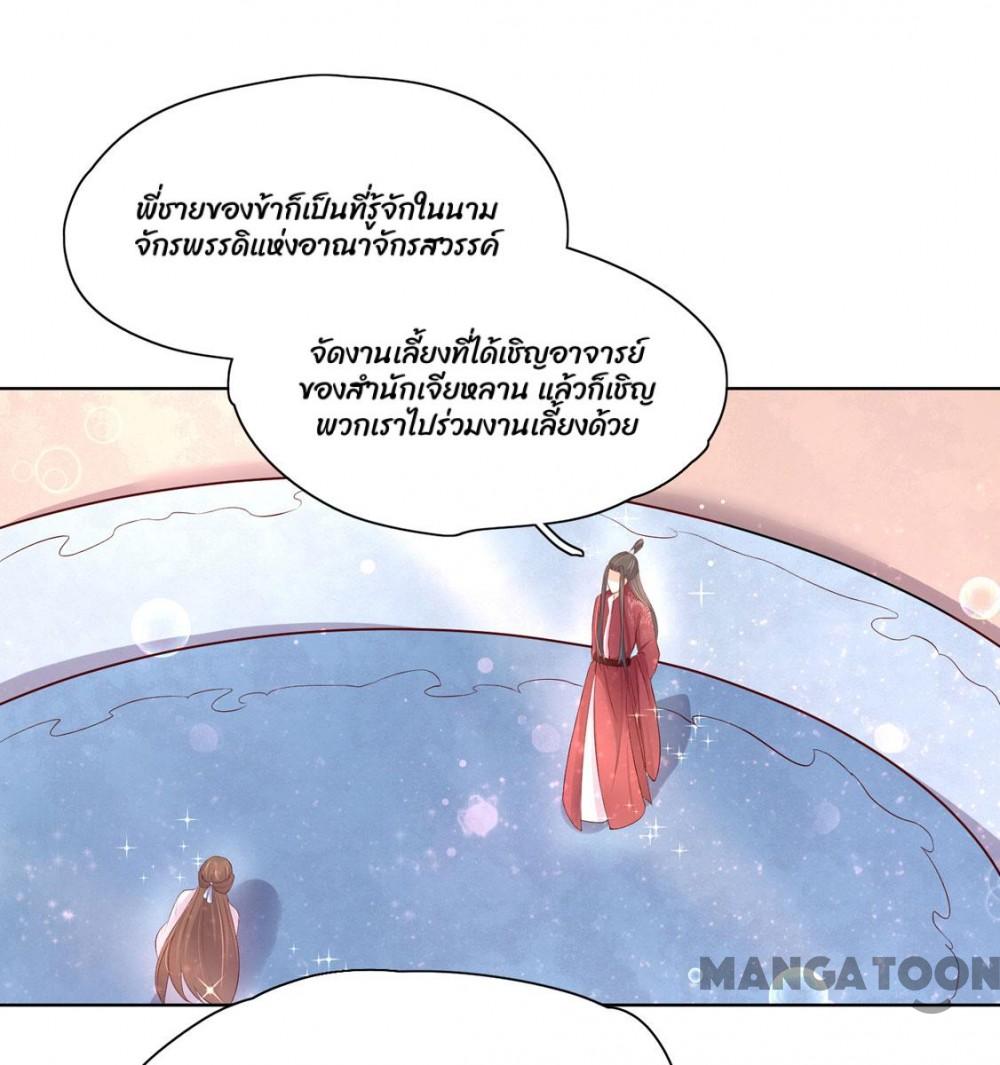 พี่ชายของข้าก็เป็นที่รู้จักในนาม
จักรพรรดิแห่งอาณาจักรสวรรค์
จัดงานเลี้ยงที่ได้เชิญอาจารย์
ของสำนักเจียหลาน แล้วก็เชิญ
พวกเราไปร่วมงานเลี้ยงด้วย
MANGATOON